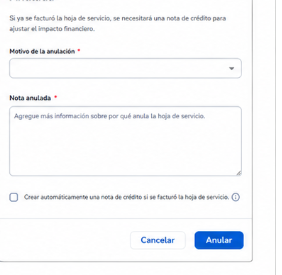 Si ya se facturó la hoja de servicio, se necesitará una nota de crédito para
ajustar el impacto financiero.
Motivo de la anulación *
Nota anulada *
Agregue más información sobre por qué anula la hoja de servicio.
Crear automáticamente una nota de crédito si se facturó la hoja de servicio.
Cancelar
Anular